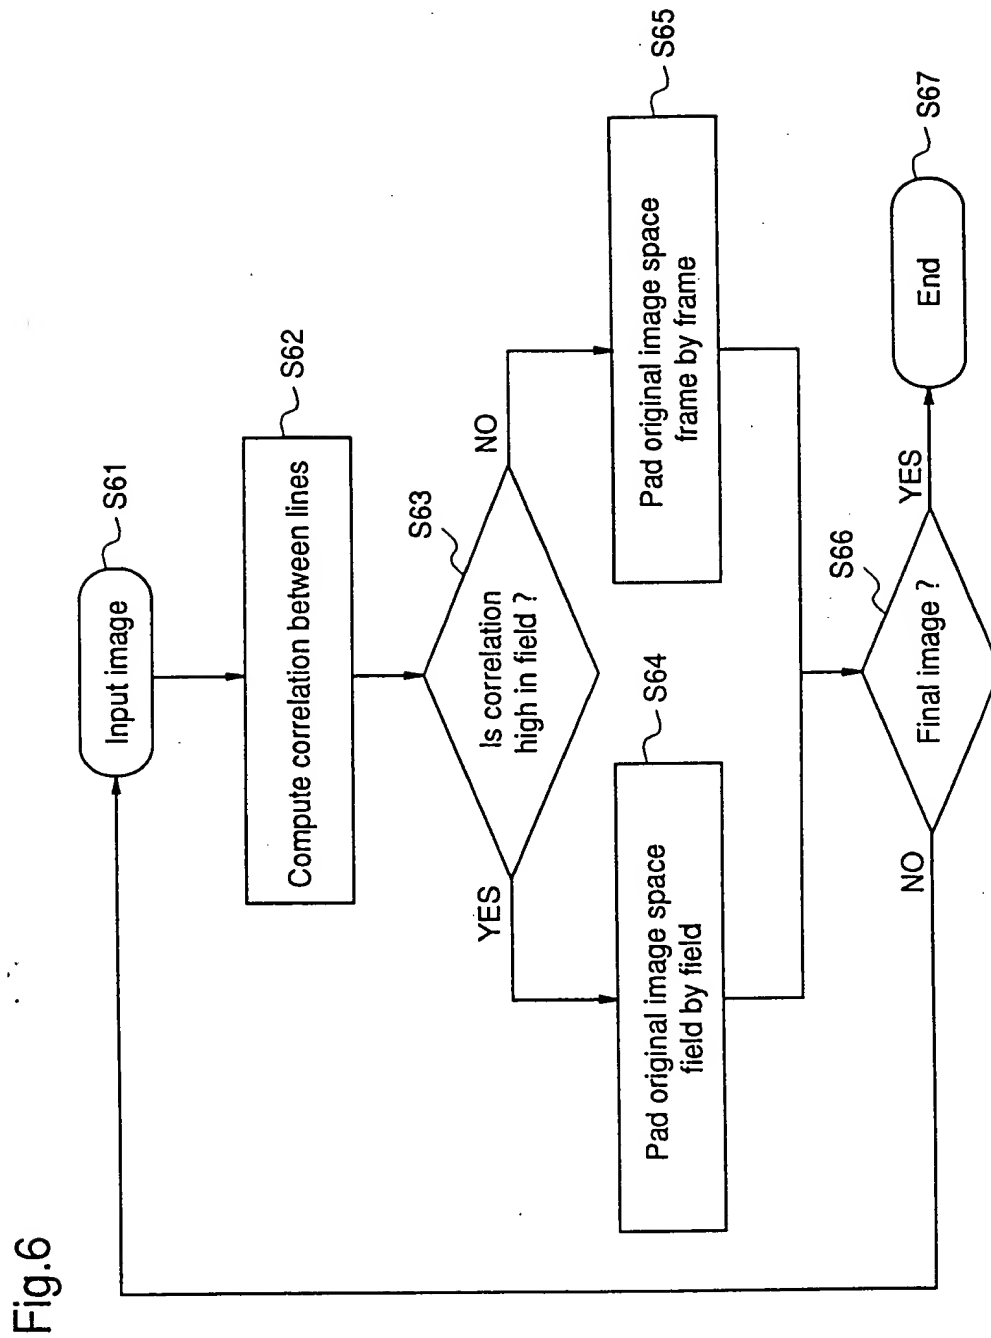 Fig.6
Input image
S61
Compute correlation between lines
S62
Is correlation
high in field ?
S63
YES
NO
Pad original image space
field by field
S64
Pad original image space
frame by frame
S65
Final image ?
S66
NO
YES
End
S67